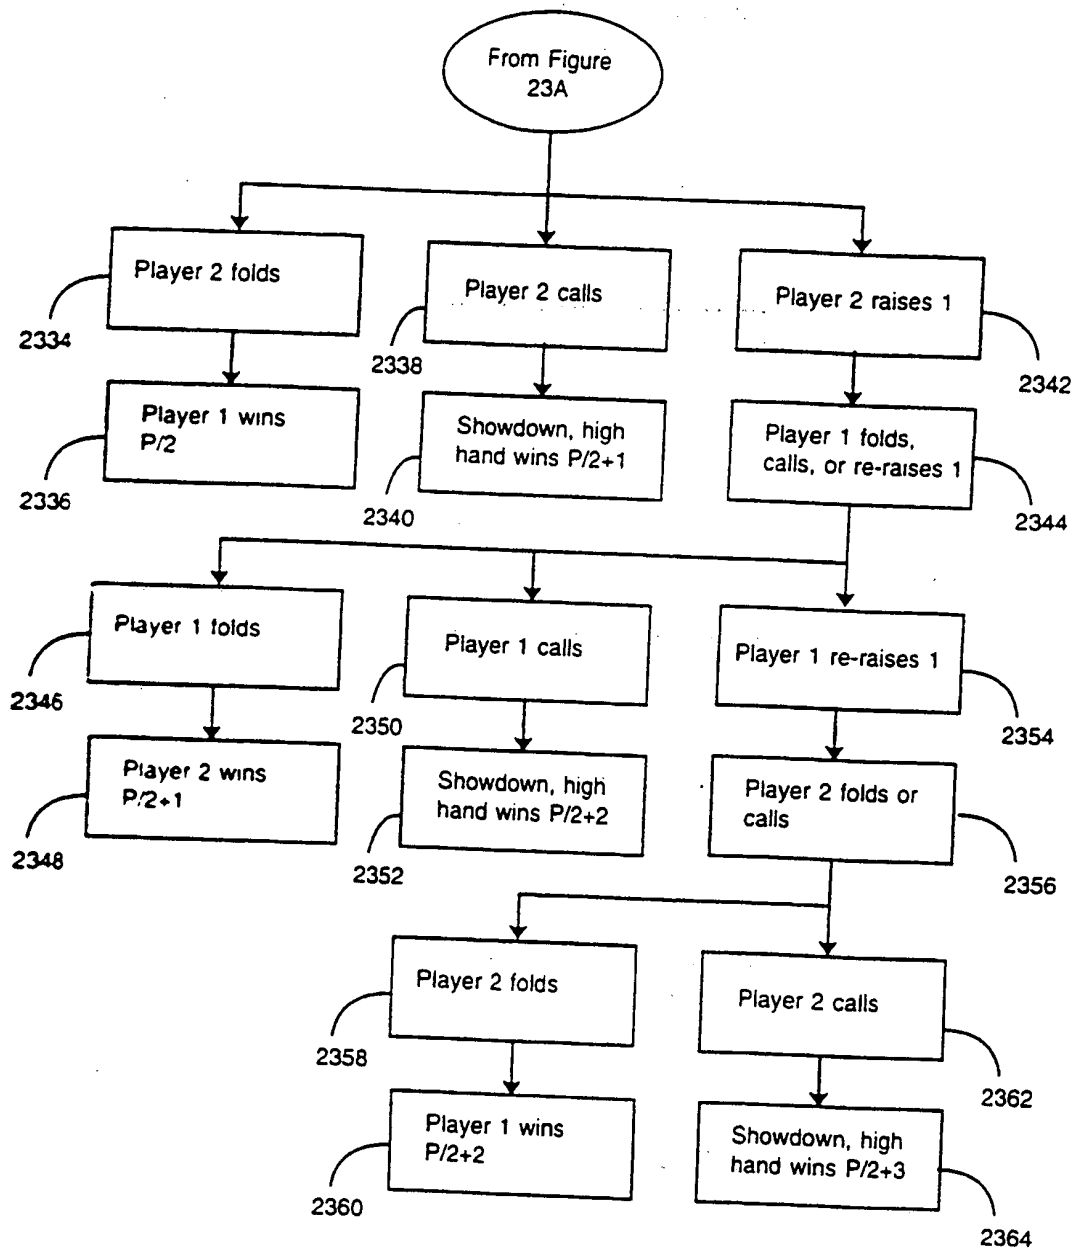 From Figure
23A
Player 2 folds
Player 2 calls
Player 2 raises 1
2334
2338
2342
Player 1 wins
P/2
Showdown, high
hand wins P/2+1
Player 1 folds,
calls, or re-raises 1
2336
2340
2344
Player 1 folds
Player 1 calls
Player 1 re-raises 1
2346
2350
2354
Player 2 wins
P/2+1
Showdown, high
hand wins P/2+2
Player 2 folds or
calls
2348
2352
2356
Player 2 folds
Player 2 calls
2358
2362
Player 1 wins
P/2+2
Showdown, high
hand wins P/2+3
2360
2364